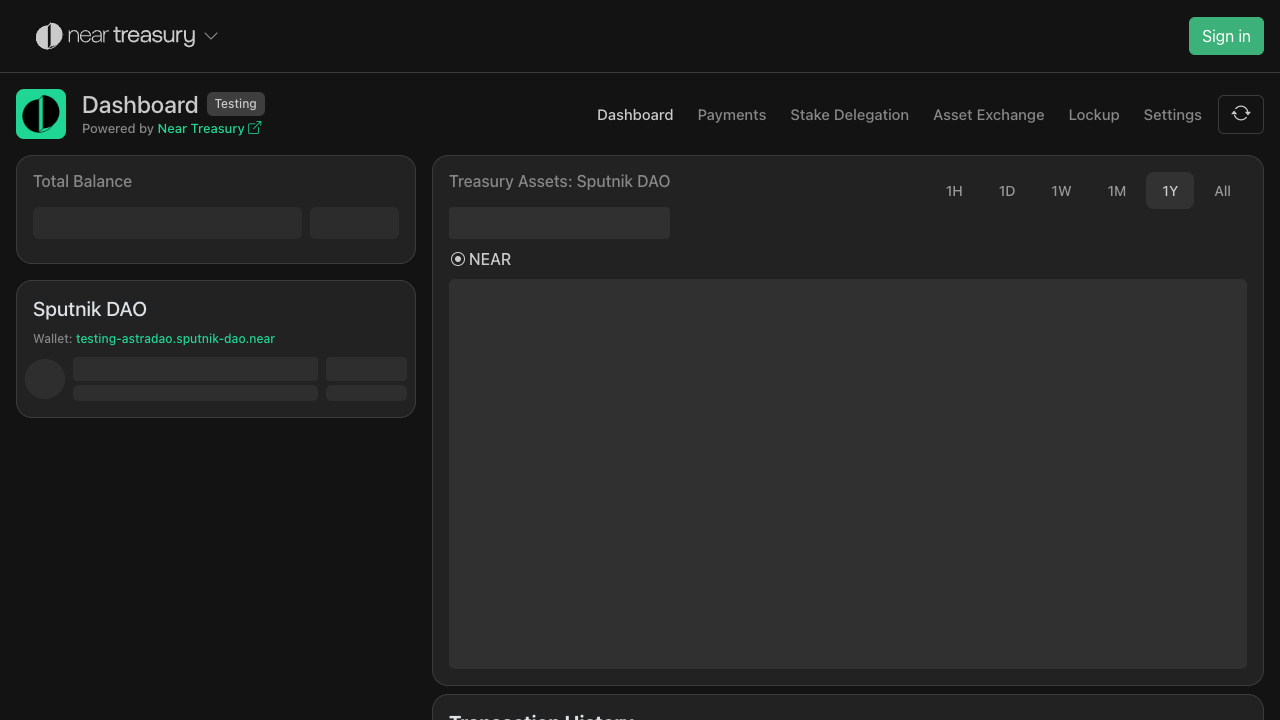 near treasury
Sign in
Dashboard
Testing
Powered by Near Treasury
Dashboard
Payments
Stake Delegation
Asset Exchange
Lockup
Settings
Total Balance
Sputnik DAO
Wallet: testing-astradao.sputnik-dao.near
Treasury Assets: Sputnik DAO
1H
1D
1W
1M
1Y
All
NEAR
Transaction History